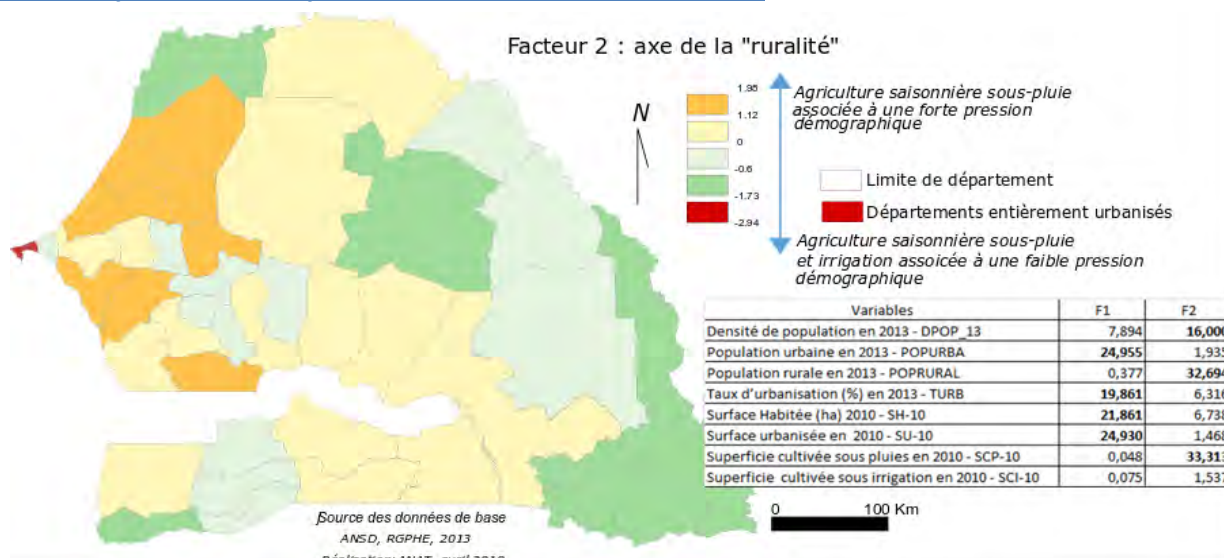 Facteur 2 : axe de la "ruralité"
N
1.98
1.12
0
-0.6
-1.73
-2.94
Agriculture saisonnière sous-pluie
associée à une forte pression
démographique
Limite de département
Départements entièrement urbanisés
Agriculture saisonnière sous-pluie
et irrigation assoicée à une faible pression
démographique
Variables F1 F2
Densité de population en 2013 - DPOP_13 7,894 16,000
Population urbaine en 2013 - POPURBA 24,955 1,935
Population rurale en 2013 - POPRURAL 0,377 32,694
Taux d'urbanisation (%) en 2013 - TURB 19,861 6,316
Surface Habitée (ha) 2010 - SH-10 21,861 6,738
Surface urbanisée en 2010 - SU-10 24,930 1,468
Superficie cultivée sous pluies en 2010 - SCP-10 0,048 33,313
Superficie cultivée sous irrigation en 2010 - SCI-10 0,075 1,537
0 100 Km
Source des données de base
ANSD, RGPHE, 2013